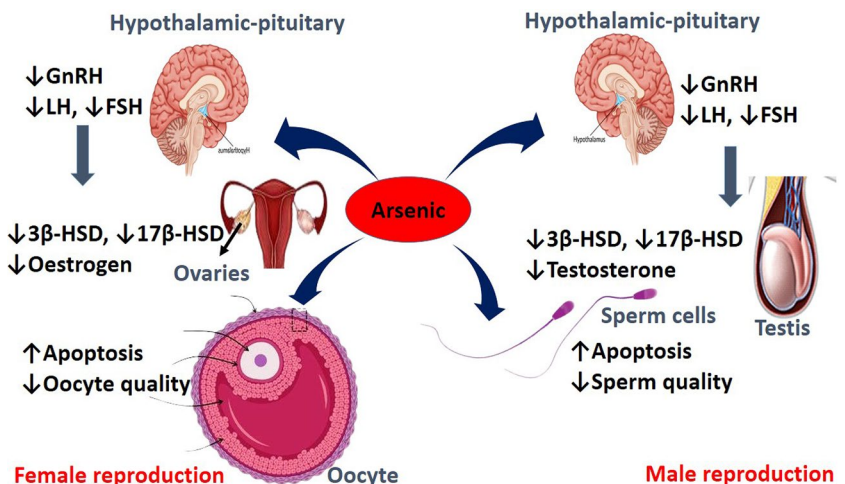 Hypothalamic-pituitary
↓GnRH
↓LH, ↓FSH
aumslartoqyH
↓3β-HSD, ↓17β-HSD
↓Oestrogen
Ovaries
↑Apoptosis
↓Oocyte quality
Female reproduction
Oocyte
Arsenic
Hypothalamic-pituitary
↓GnRH
↓LH, ↓FSH
Hypothalamus
↓3β-HSD, ↓17β-HSD
↓Testosterone
Sperm cells
Testis
↑Apoptosis
↓Sperm quality
Male reproduction